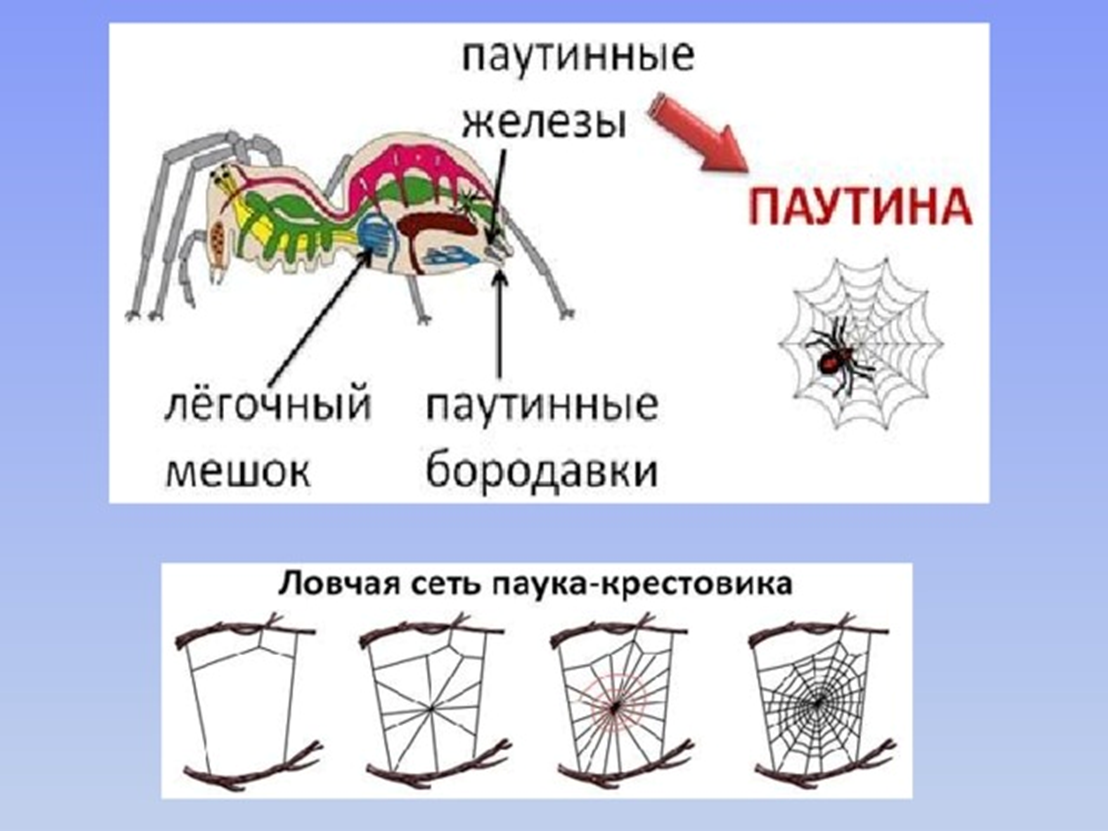 паутинные
железы
ПАУТИНА
лёгочный
мешок
паутинные
бородавки
Ловчая сеть паука-крестовика